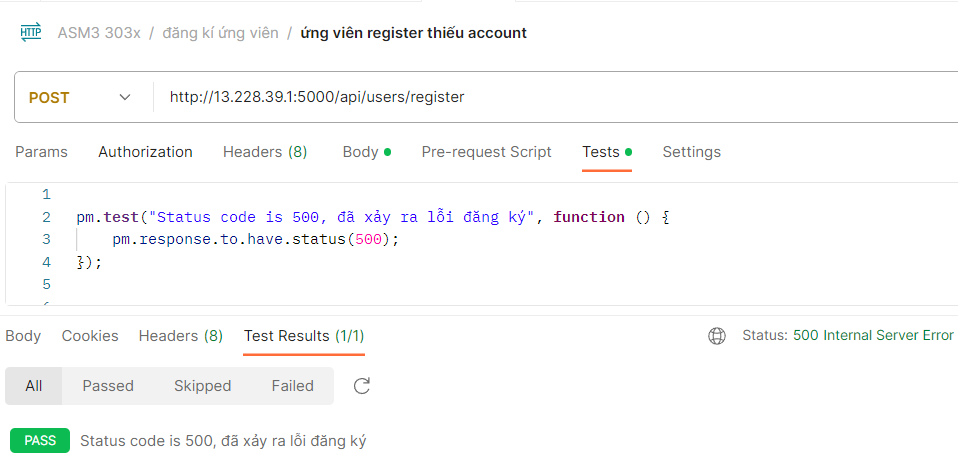 HTTP ASM3 303x / đăng kí ứng viên / ứng viên register thiếu account
POST http://13.228.39.1:5000/api/users/register
Params Authorization Headers (8) Body Pre-request Script Tests Settings
1
2 pm.test("Status code is 500, đã xảy ra lỗi đăng ký", function () {
3 pm.response.to.have.status(500);
4 });
5
Body Cookies Headers (8) Test Results (1/1) Status: 500 Internal Server Error
All Passed Skipped Failed
PASS Status code is 500, đã xảy ra lỗi đăng ký